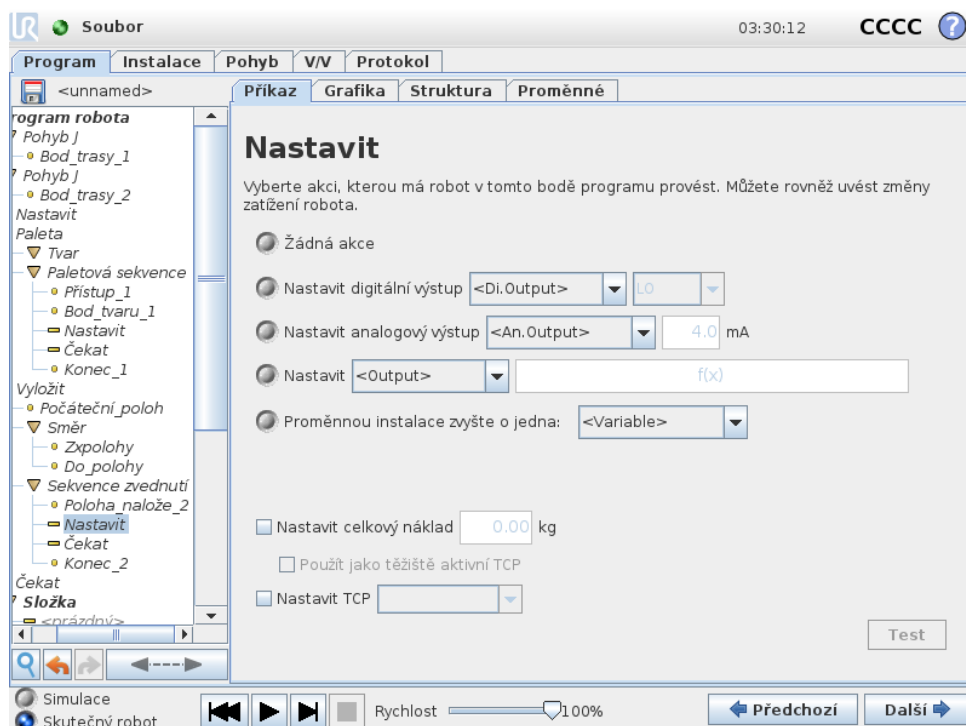 Soubor 03:30:12 CCCC ?
Program Instalace Pohyb V/V Protokol
<unnamed> Příkaz Grafika Struktura Proměnné
rogram robota
Pohyb J
Bod_trasy_1
Pohyb J
Bod_trasy_2
Nastavit
Paleta
Tvar
Paletová sekvence
Přístup_1
Bod_tvaru_1
Nastavit
Čekat
Konec_1
Vyložit
Počáteční_poloh
Směr
Zxpolohy
Do_polohy
Sekvence zvednutí
Poloha_nalože_2
Nastavit
Čekat
Konec_2
Čekat
Složka
<prázdný>
Nastavit
Vyberte akci, kterou má robot v tomto bodě programu provést. Můžete rovněž uvést změny
zatížení robota.
Žádná akce
Nastavit digitální výstup <Di.Output> LO
Nastavit analogový výstup <An.Output> 4.0 mA
Nastavit <Output> f(x)
Proměnnou instalace zvyšte o jedna: <Variable>
Nastavit celkový náklad 0.00 kg
Použít jako těžiště aktivní TCP
Nastavit TCP
Test
Simulace
Skutečný robot
Rychlost 100% Předchozí Další